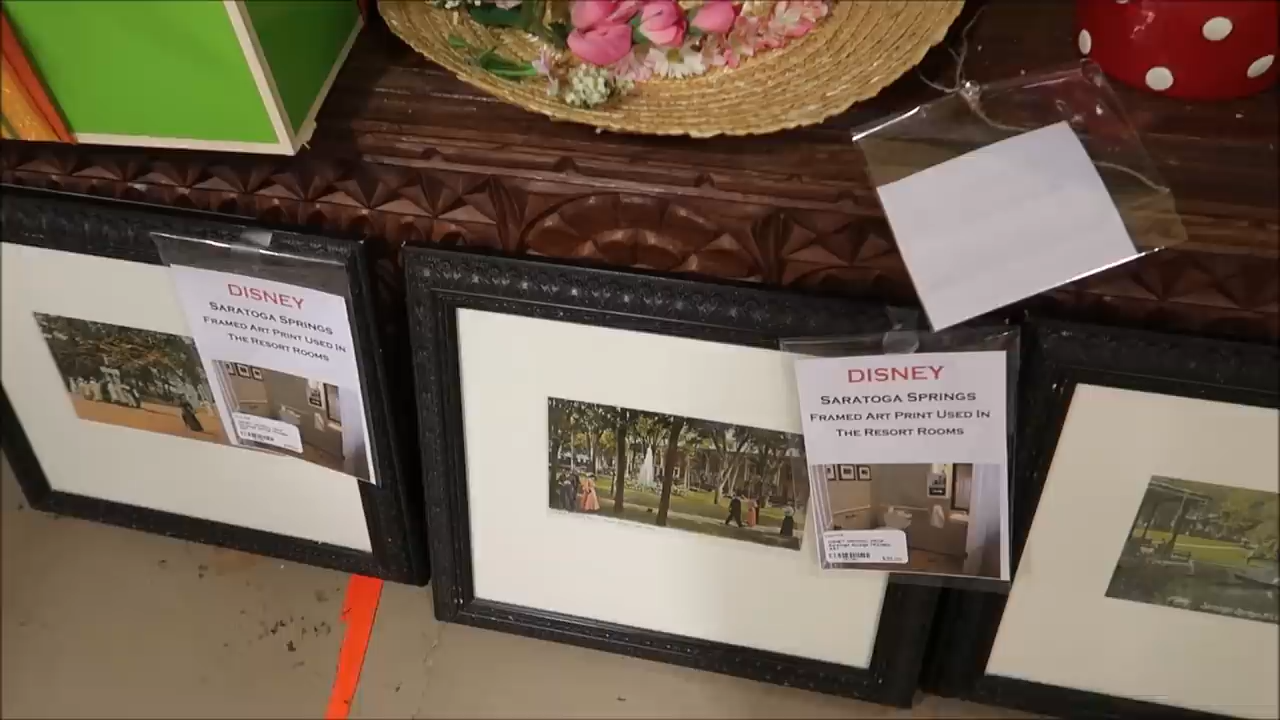 DISNEY
SARATOGA SPRINGS
FRAMED ART PRINT USED IN
THE RESORT ROOMS
DISNEY
SARATOGA SPRINGS
FRAMED ART PRINT USED IN
THE RESORT ROOMS